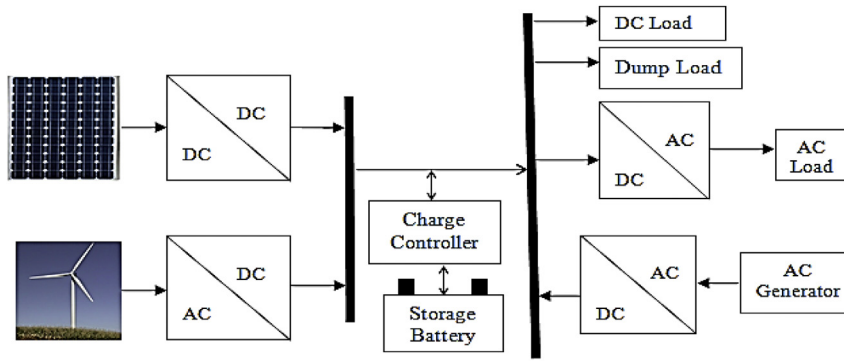 DC Load
Dump Load
DC
DC
AC
DC
AC
Load
Charge
Controller
DC
AC
AC
DC
AC
Generator
Storage
Battery